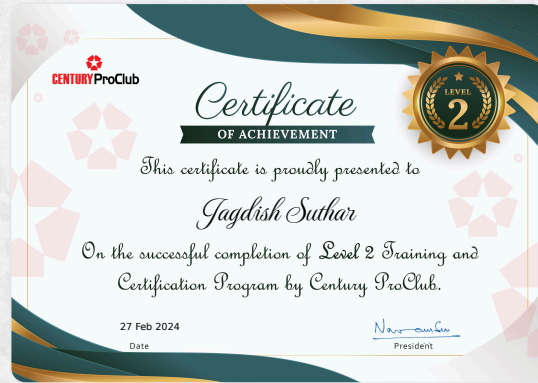 CENTURY ProClub
Certificate
OF ACHIEVEMENT
LEVEL
2
This certificate is proudly presented to
Jagdish Suthar
On the successful completion of Level 2 Training and
Certification Program by Century ProClub.
27 Feb 2024
Date
President